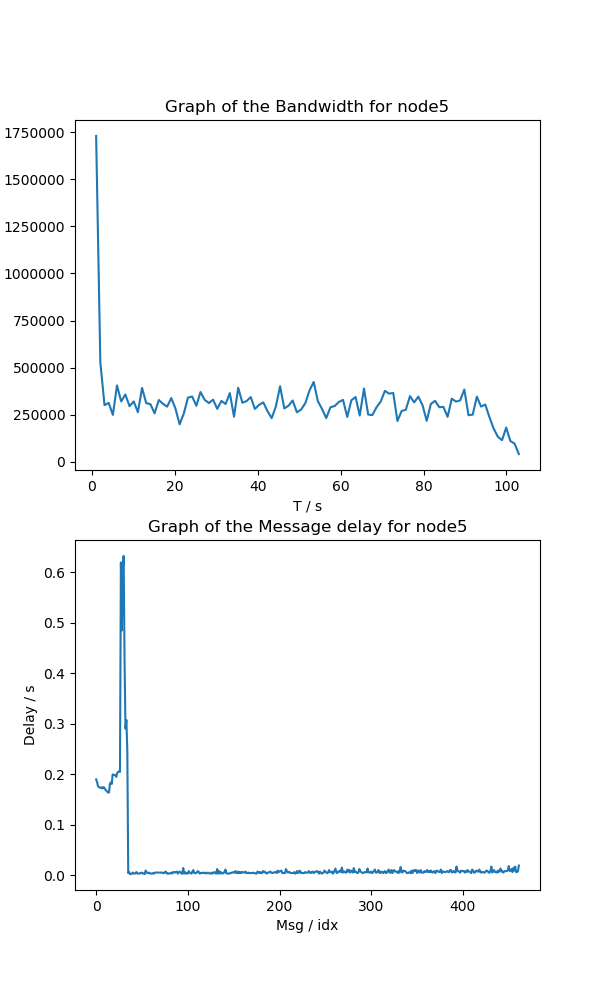 Graph of the Bandwidth for node5
1750000
1500000
1250000
1000000
750000
500000
250000
0
0 20 40 60 80 100
T / s
Graph of the Message delay for node5
0.6
0.5
0.4
0.3
0.2
0.1
0.0
Delay / s
0 100 200 300 400
Msg / idx